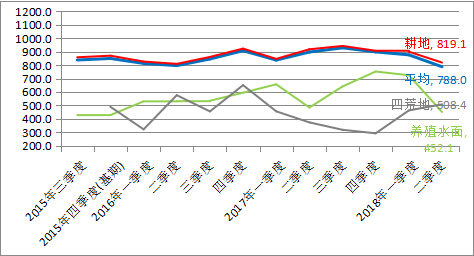 1200.0
1100.0
1000.0
900.0
800.0
700.0
600.0
500.0
400.0
300.0
200.0
耕地, 819.1
平均, 788.0
四荒地, 508.4
养殖水面,
452.1
2015年三季度
2015年四季度(基期)
2016年一季度
二季度
三季度
四季度
2017年一季度
二季度
三季度
四季度
2018年一季度
二季度